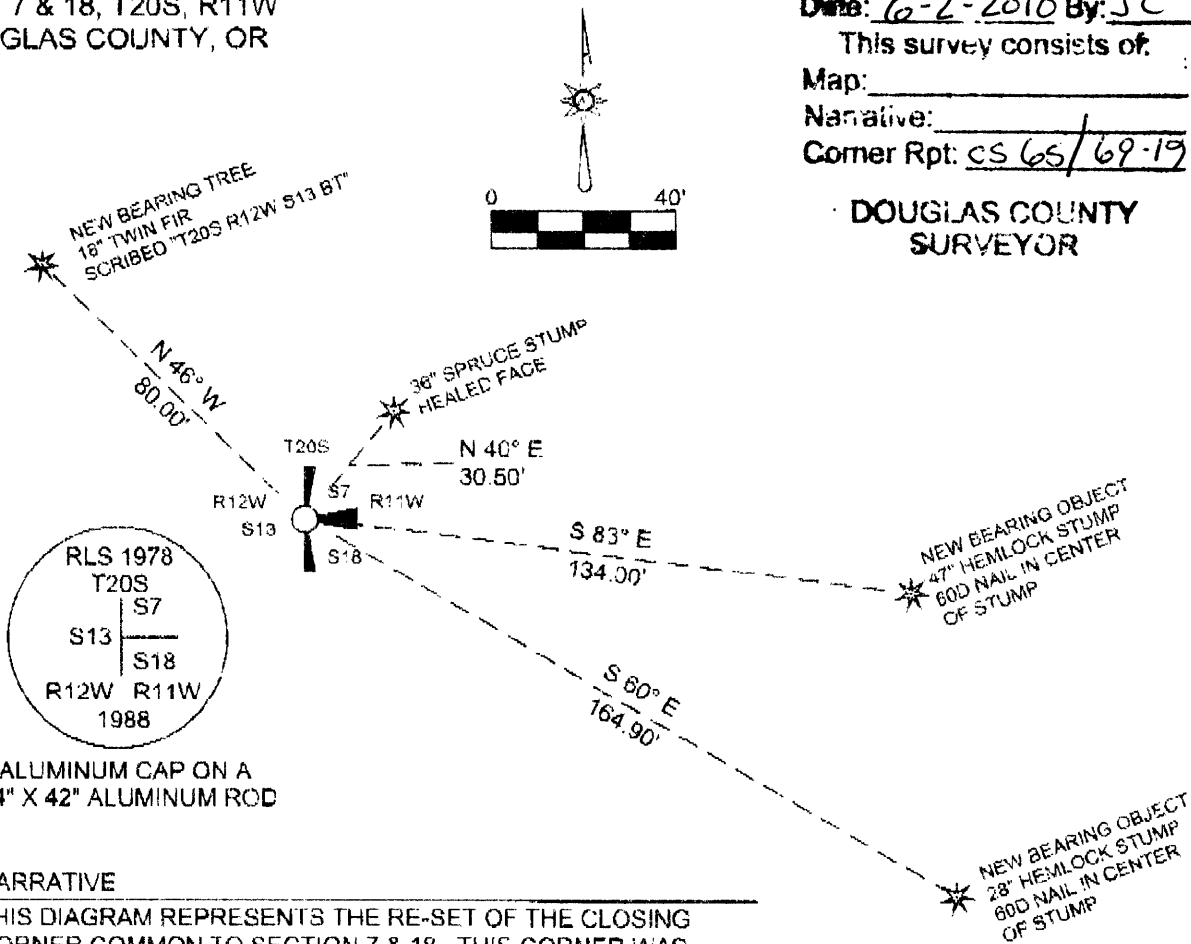 7 & 18, T20S, R11W
GLAS COUNTY, OR
Date: 6-2-2010 By: JC
This survey consists of:
Map:
Narrative:
Corner Rpt: CS 65/69-19
DOUGLAS COUNTY
SURVEYOR
0 40'
NEW BEARING TREE
18" TWIN FIR
SCRIBED "T20S R12W S13 BT"
N 46° W
80.00'
36" SPRUCE STUMP
HEALED FACE
N 40° E
30.50'
T20S
R12W S7 R11W
S13
S18
S 83° E
134.00'
NEW BEARING OBJECT
47" HEMLOCK STUMP
60D NAIL IN CENTER
OF STUMP
S 60° E
164.90'
NEW BEARING OBJECT
28" HEMLOCK STUMP
60D NAIL IN CENTER
OF STUMP
RLS 1978
T20S
S7
S13
S18
R12W R11W
1988
ALUMINUM CAP ON A
4" X 42" ALUMINUM ROD
ARRATIVE
HIS DIAGRAM REPRESENTS THE RE-SET OF THE CLOSING
ORNER COMMON TO SECTION 7 & 18. THIS CORNER WAS